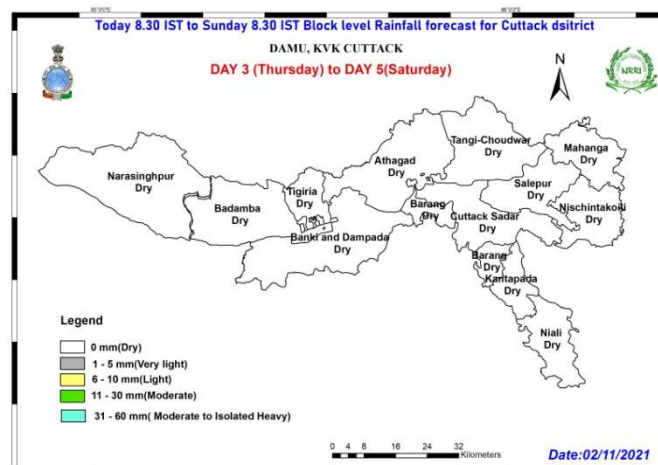 Today 8.30 IST to Sunday 8.30 IST Block level Rainfall forecast for Cuttack dsitrict
DAMU, KVK CUTTACK
DAY 3 (Thursday) to DAY 5(Saturday)
N
NRRI
Tangi-Choudwar
Dry
Mahanga
Dry
Athagad
Dry
Narasinghpur
Dry
Salepur
Dry
Tigiria
Dry
Badamba
Dry
Barang
Dry
Cuttack Sadar
Dry
Nischintakoili
Dry
Banki and Dampada
Barang
Dry
Kantapada
Dry
Niali
Dry
Legend
0 mm(Dry)
1 - 5 mm(Very light)
6 - 10 mm(Light)
11 - 30 mm(Moderate)
31 - 60 mm( Moderate to Isolated Heavy)
0 4 8 16 24 32
Kilometers
Date:02/11/2021